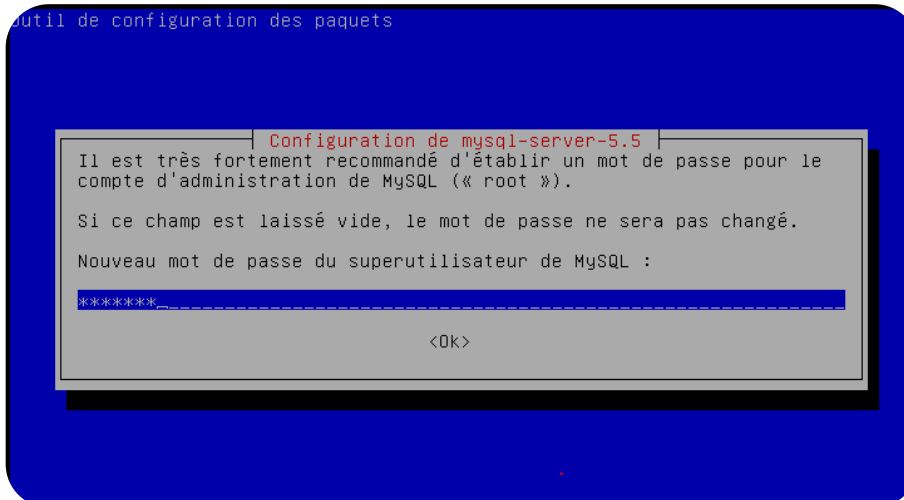 outil de configuration des paquets
Configuration de mysql-server-5.5
Il est très fortement recommandé d'établir un mot de passe pour le
compte d'administration de MySQL (« root »).
Si ce champ est laissé vide, le mot de passe ne sera pas changé.
Nouveau mot de passe du superutilisateur de MySQL :
*******
<Ok>